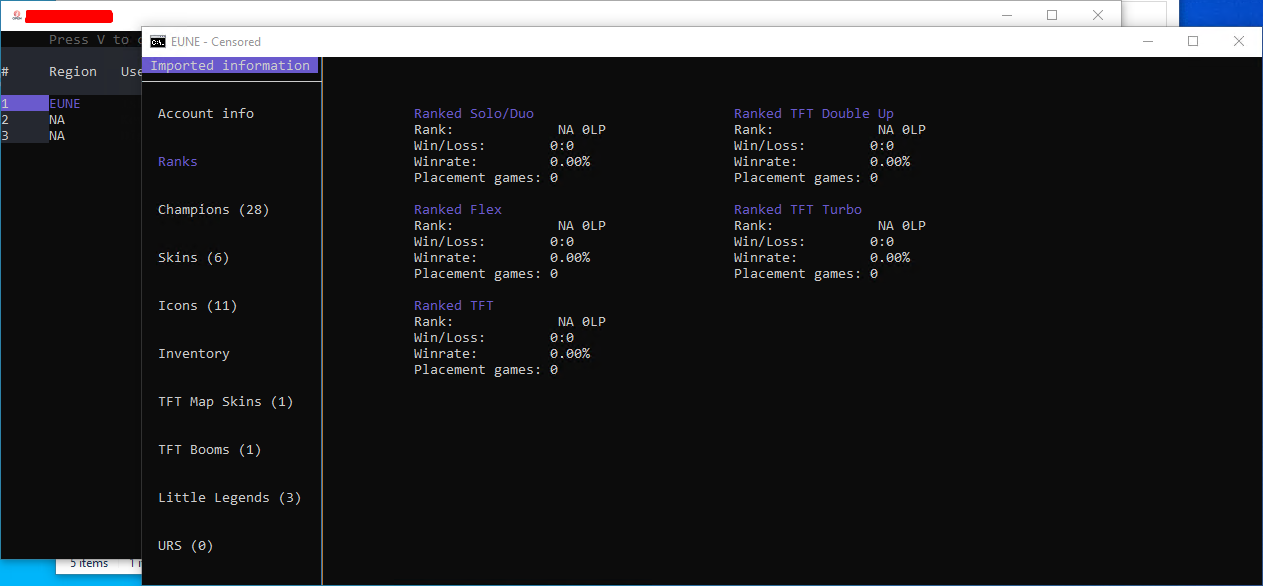 Press V to
EUNE - Censored
# Region Use
1 EUNE
2 NA
3 NA
Imported information
Account info
Ranks
Champions (28)
Skins (6)
Icons (11)
Inventory
TFT Map Skins (1)
TFT Booms (1)
Little Legends (3)
URS (0)
Ranked Solo/Duo
Rank: NA 0LP
Win/Loss: 0:0
Winrate: 0.00%
Placement games: 0
Ranked Flex
Rank: NA 0LP
Win/Loss: 0:0
Winrate: 0.00%
Placement games: 0
Ranked TFT
Rank: NA 0LP
Win/Loss: 0:0
Winrate: 0.00%
Placement games: 0
Ranked TFT Double Up
Rank: NA 0LP
Win/Loss: 0:0
Winrate: 0.00%
Placement games: 0
Ranked TFT Turbo
Rank: NA 0LP
Win/Loss: 0:0
Winrate: 0.00%
Placement games: 0
5 items 1